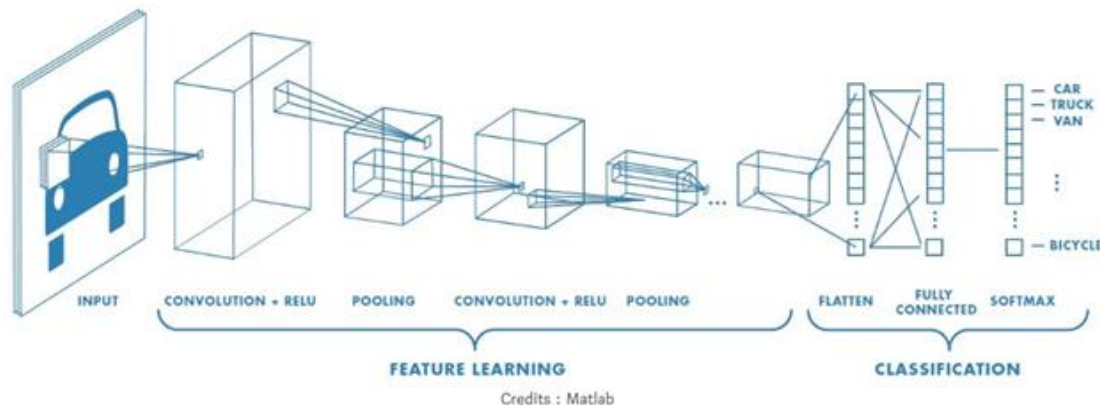 CAR
TRUCK
VAN
BICYCLE
INPUT
CONVOLUTION + RELU
POOLING
CONVOLUTION + RELU
POOLING
FLATTEN
FULLY
CONNECTED
SOFTMAX
FEATURE LEARNING
CLASSIFICATION
Credits : Matlab